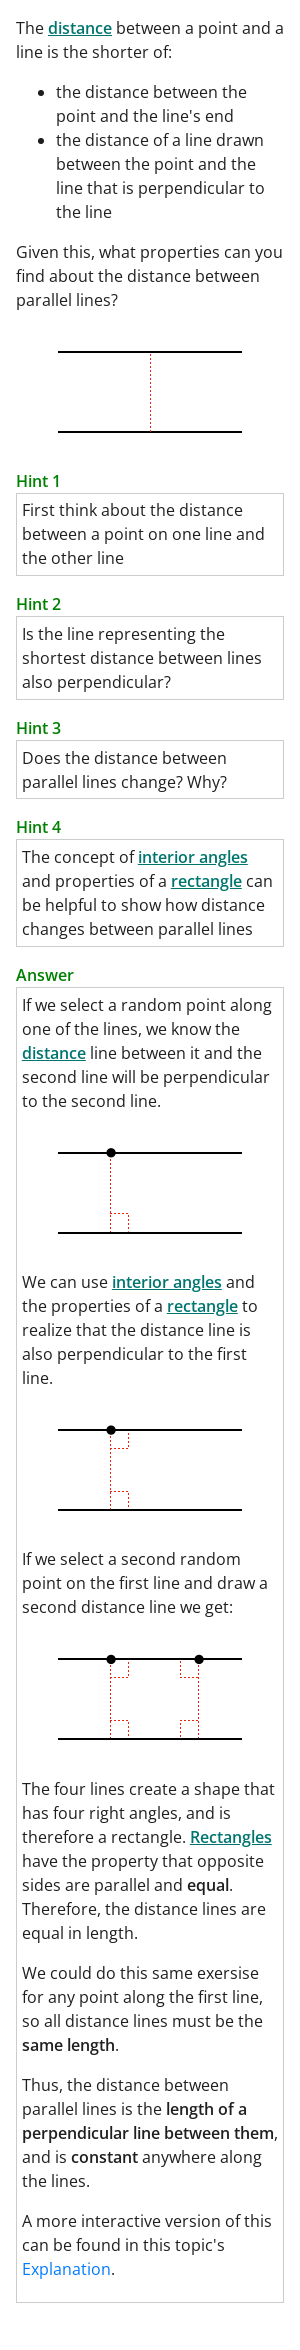 The distance between a point and a
line is the shorter of:
the distance between the
point and the line's end
the distance of a line drawn
between the point and the
line that is perpendicular to
the line
Given this, what properties can you
find about the distance between
parallel lines?
Hint 1
First think about the distance
between a point on one line and
the other line
Hint 2
Is the line representing the
shortest distance between lines
also perpendicular?
Hint 3
Does the distance between
parallel lines change? Why?
Hint 4
The concept of interior angles
and properties of a rectangle can
be helpful to show how distance
changes between parallel lines
Answer
If we select a random point along
one of the lines, we know the
distance line between it and the
second line will be perpendicular
to the second line.
We can use interior angles and
the properties of a rectangle to
realize that the distance line is
also perpendicular to the first
line.
If we select a second random
point on the first line and draw a
second distance line we get:
The four lines create a shape that
has four right angles, and is
therefore a rectangle. Rectangles
have the property that opposite
sides are parallel and equal.
Therefore, the distance lines are
equal in length.
We could do this same exersise
for any point along the first line,
so all distance lines must be the
same length.
Thus, the distance between
parallel lines is the length of a
perpendicular line between them,
and is constant anywhere along
the lines.
A more interactive version of this
can be found in this topic's
Explanation.